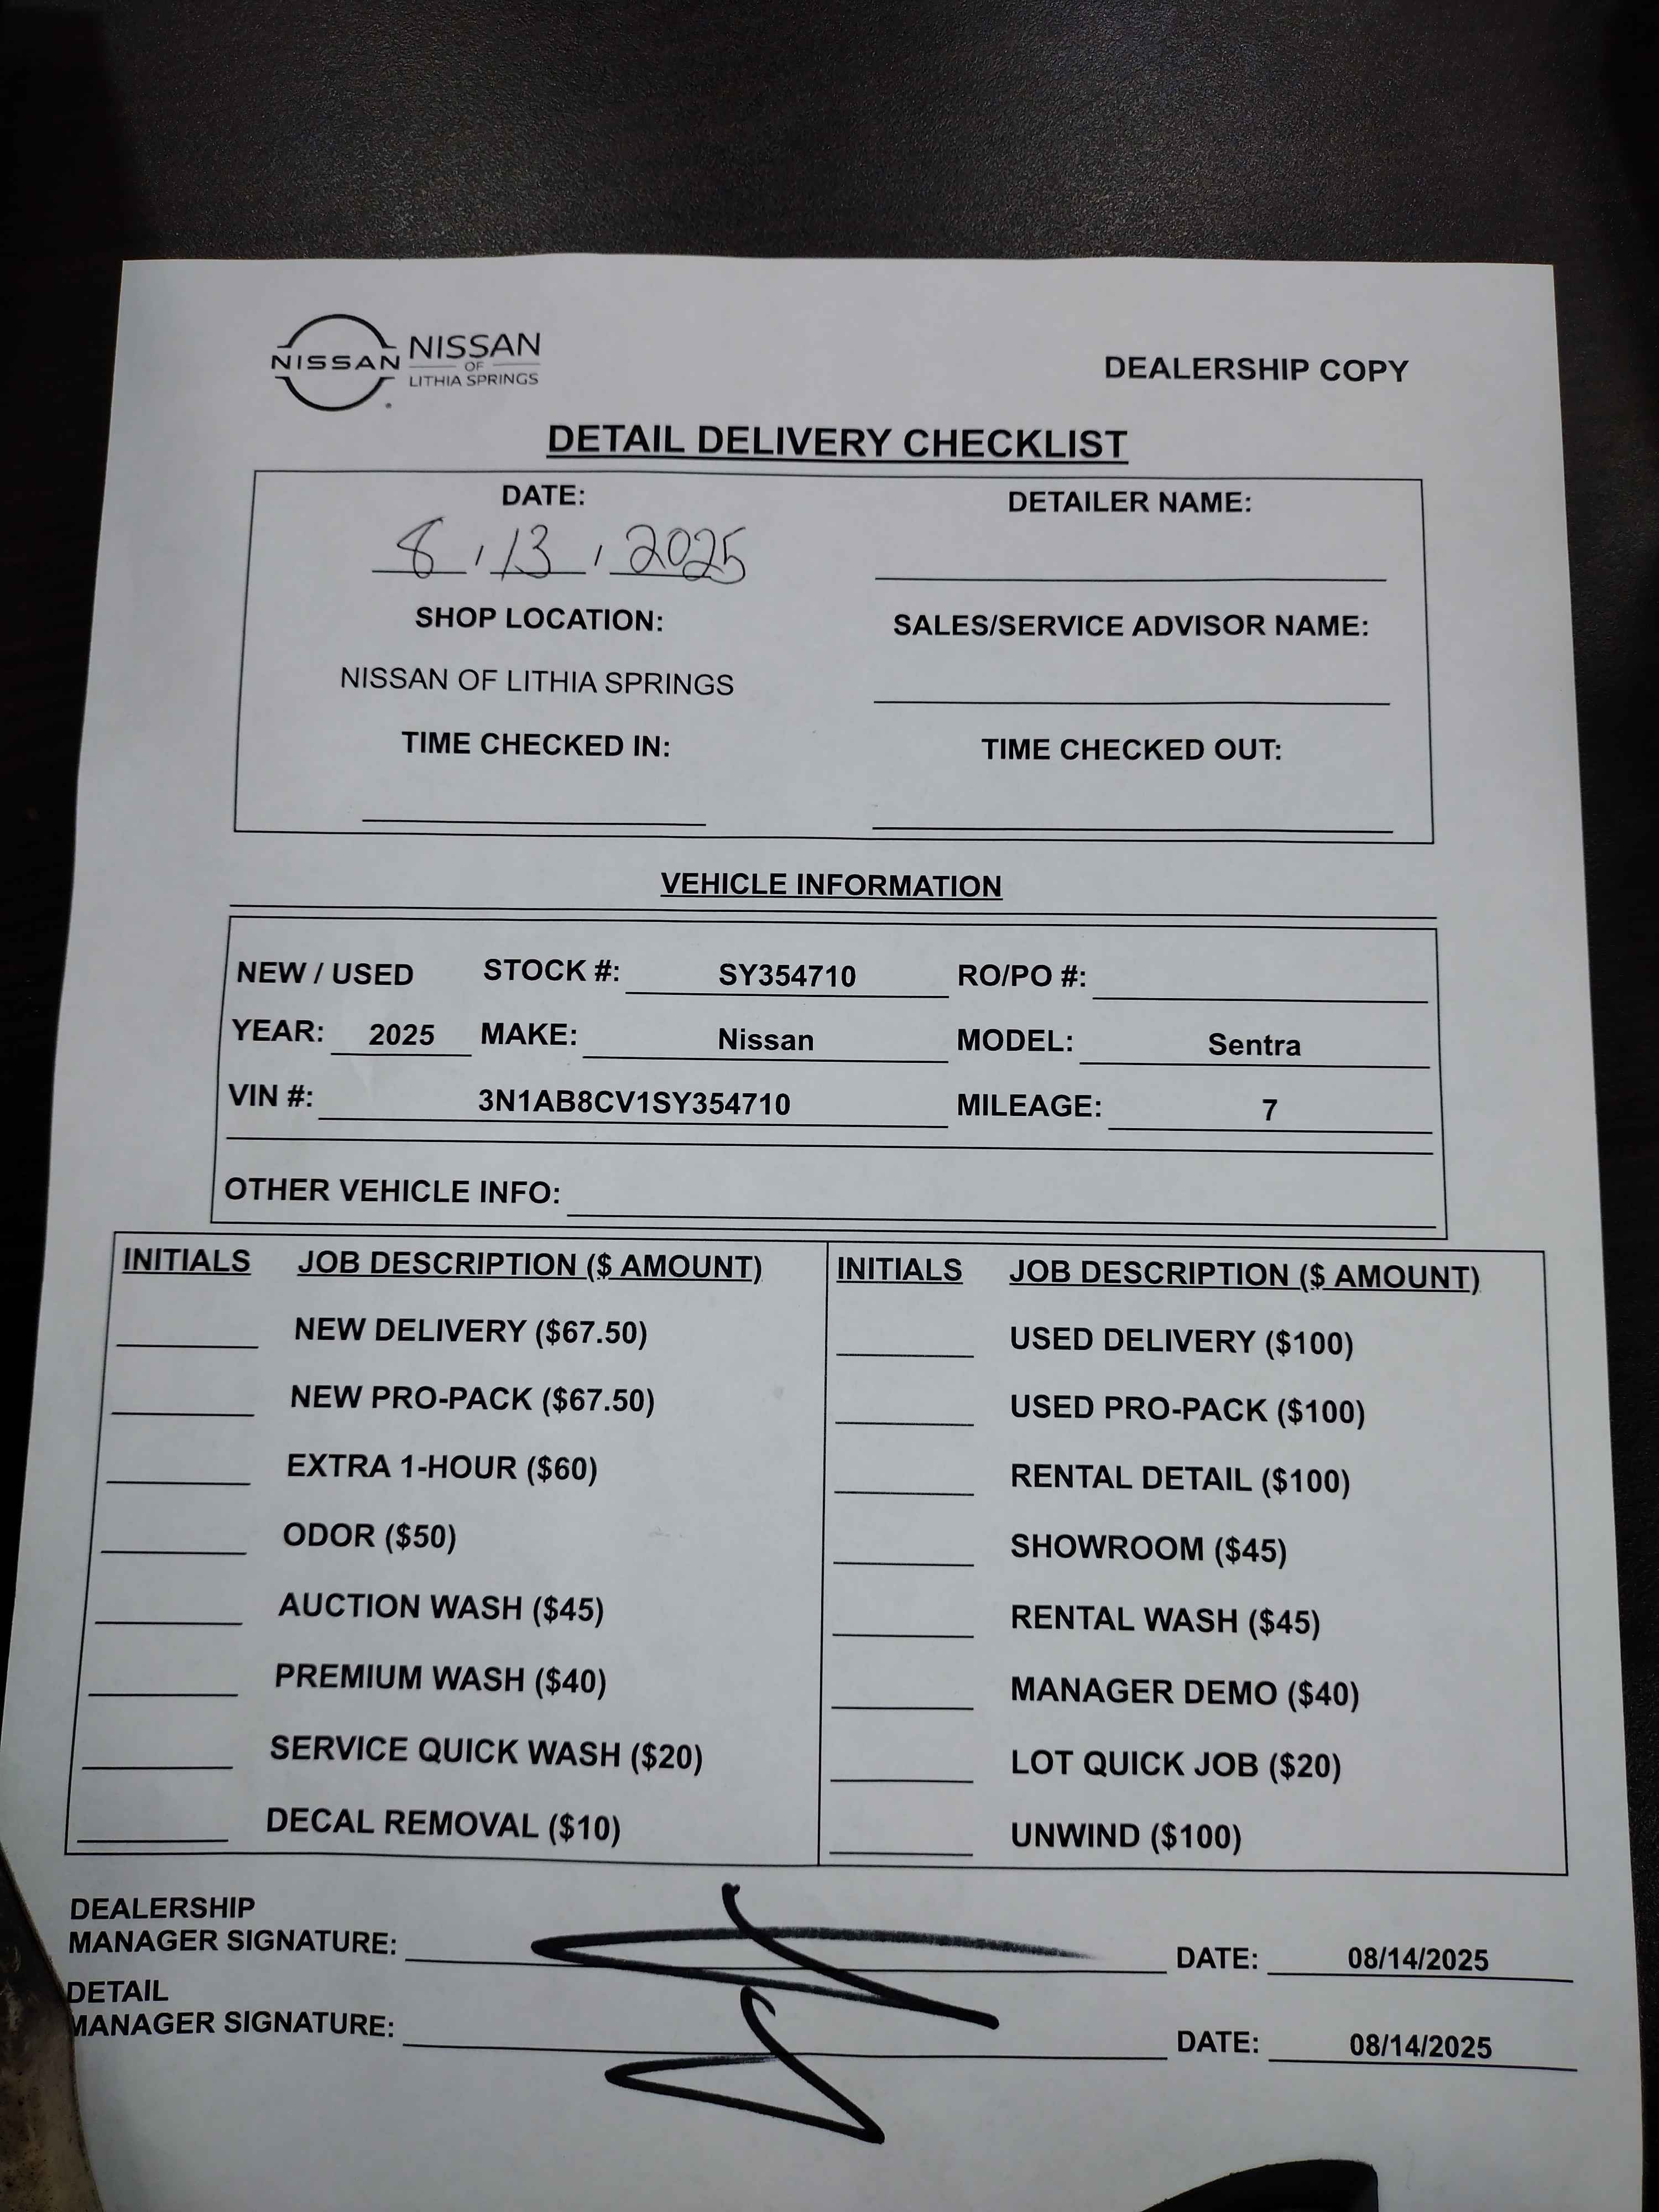 NISSAN
NISSAN
OF
LITHIA SPRINGS
DEALERSHIP COPY
DETAIL DELIVERY CHECKLIST
DATE: DETAILER NAME:
8 / 13 / 2025
SHOP LOCATION: SALES/SERVICE ADVISOR NAME:
NISSAN OF LITHIA SPRINGS
TIME CHECKED IN: TIME CHECKED OUT:
VEHICLE INFORMATION
NEW / USED STOCK #: SY354710 RO/PO #:
YEAR: 2025 MAKE: Nissan MODEL: Sentra
VIN #: 3N1AB8CV1SY354710 MILEAGE: 7
OTHER VEHICLE INFO:
INITIALS JOB DESCRIPTION ($ AMOUNT) INITIALS JOB DESCRIPTION ($ AMOUNT)
NEW DELIVERY ($67.50) USED DELIVERY ($100)
NEW PRO-PACK ($67.50) USED PRO-PACK ($100)
EXTRA 1-HOUR ($60) RENTAL DETAIL ($100)
ODOR ($50) SHOWROOM ($45)
AUCTION WASH ($45) RENTAL WASH ($45)
PREMIUM WASH ($40) MANAGER DEMO ($40)
SERVICE QUICK WASH ($20) LOT QUICK JOB ($20)
DECAL REMOVAL ($10) UNWIND ($100)
DEALERSHIP
MANAGER SIGNATURE: DATE: 08/14/2025
DETAIL
MANAGER SIGNATURE: DATE: 08/14/2025